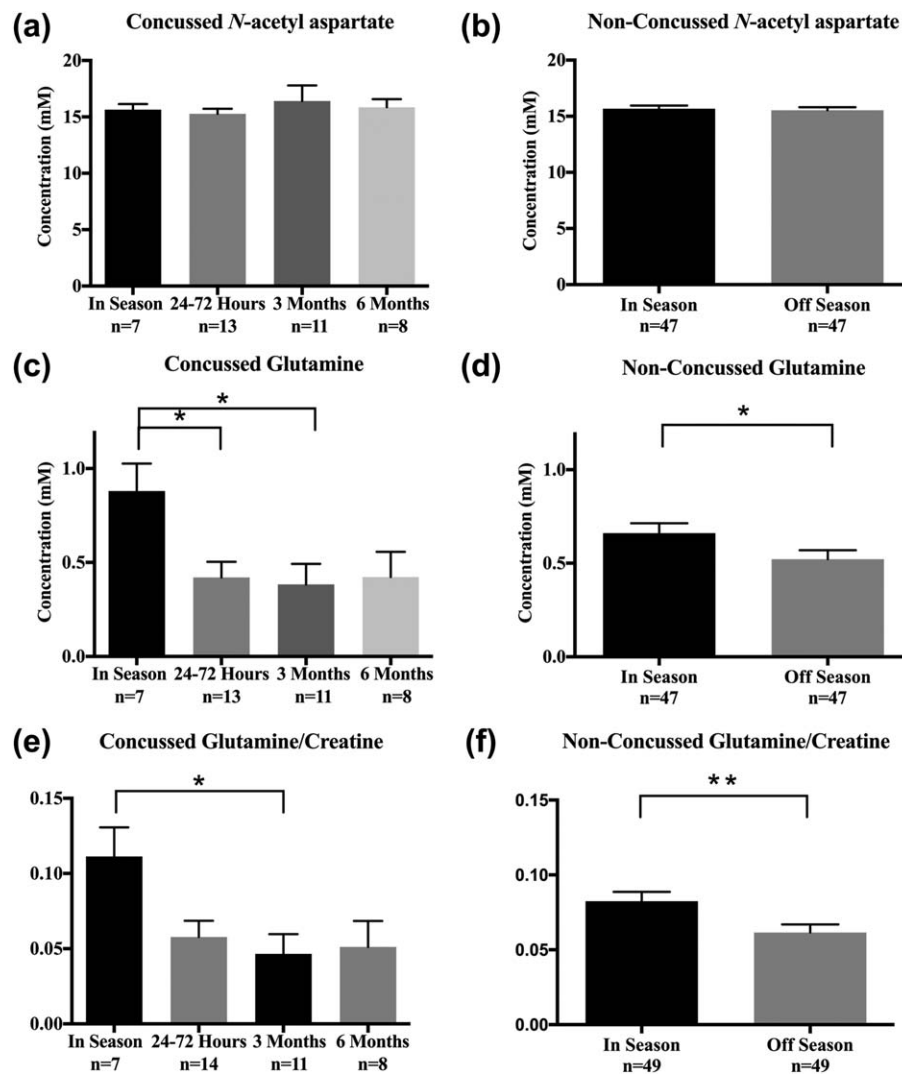 (a)
Concussed N-acetyl aspartate
Concentration (mM)
20
15
10
5
0
In Season 24-72 Hours 3 Months 6 Months
n=7 n=13 n=11 n=8
(b)
Non-Concussed N-acetyl aspartate
Concentration (mM)
20
15
10
5
0
In Season Off Season
n=47 n=47
(c)
Concussed Glutamine
*
*
Concentration (mM)
1.0
0.5
0.0
In Season 24-72 Hours 3 Months 6 Months
n=7 n=13 n=11 n=8
(d)
Non-Concussed Glutamine
*
Concentration (mM)
1.0
0.5
0.0
In Season Off Season
n=47 n=47
(e)
Concussed Glutamine/Creatine
*
0.15
0.10
0.05
0.00
In Season 24-72 Hours 3 Months 6 Months
n=7 n=14 n=11 n=8
(f)
Non-Concussed Glutamine/Creatine
**
0.15
0.10
0.05
0.00
In Season Off Season
n=49 n=49